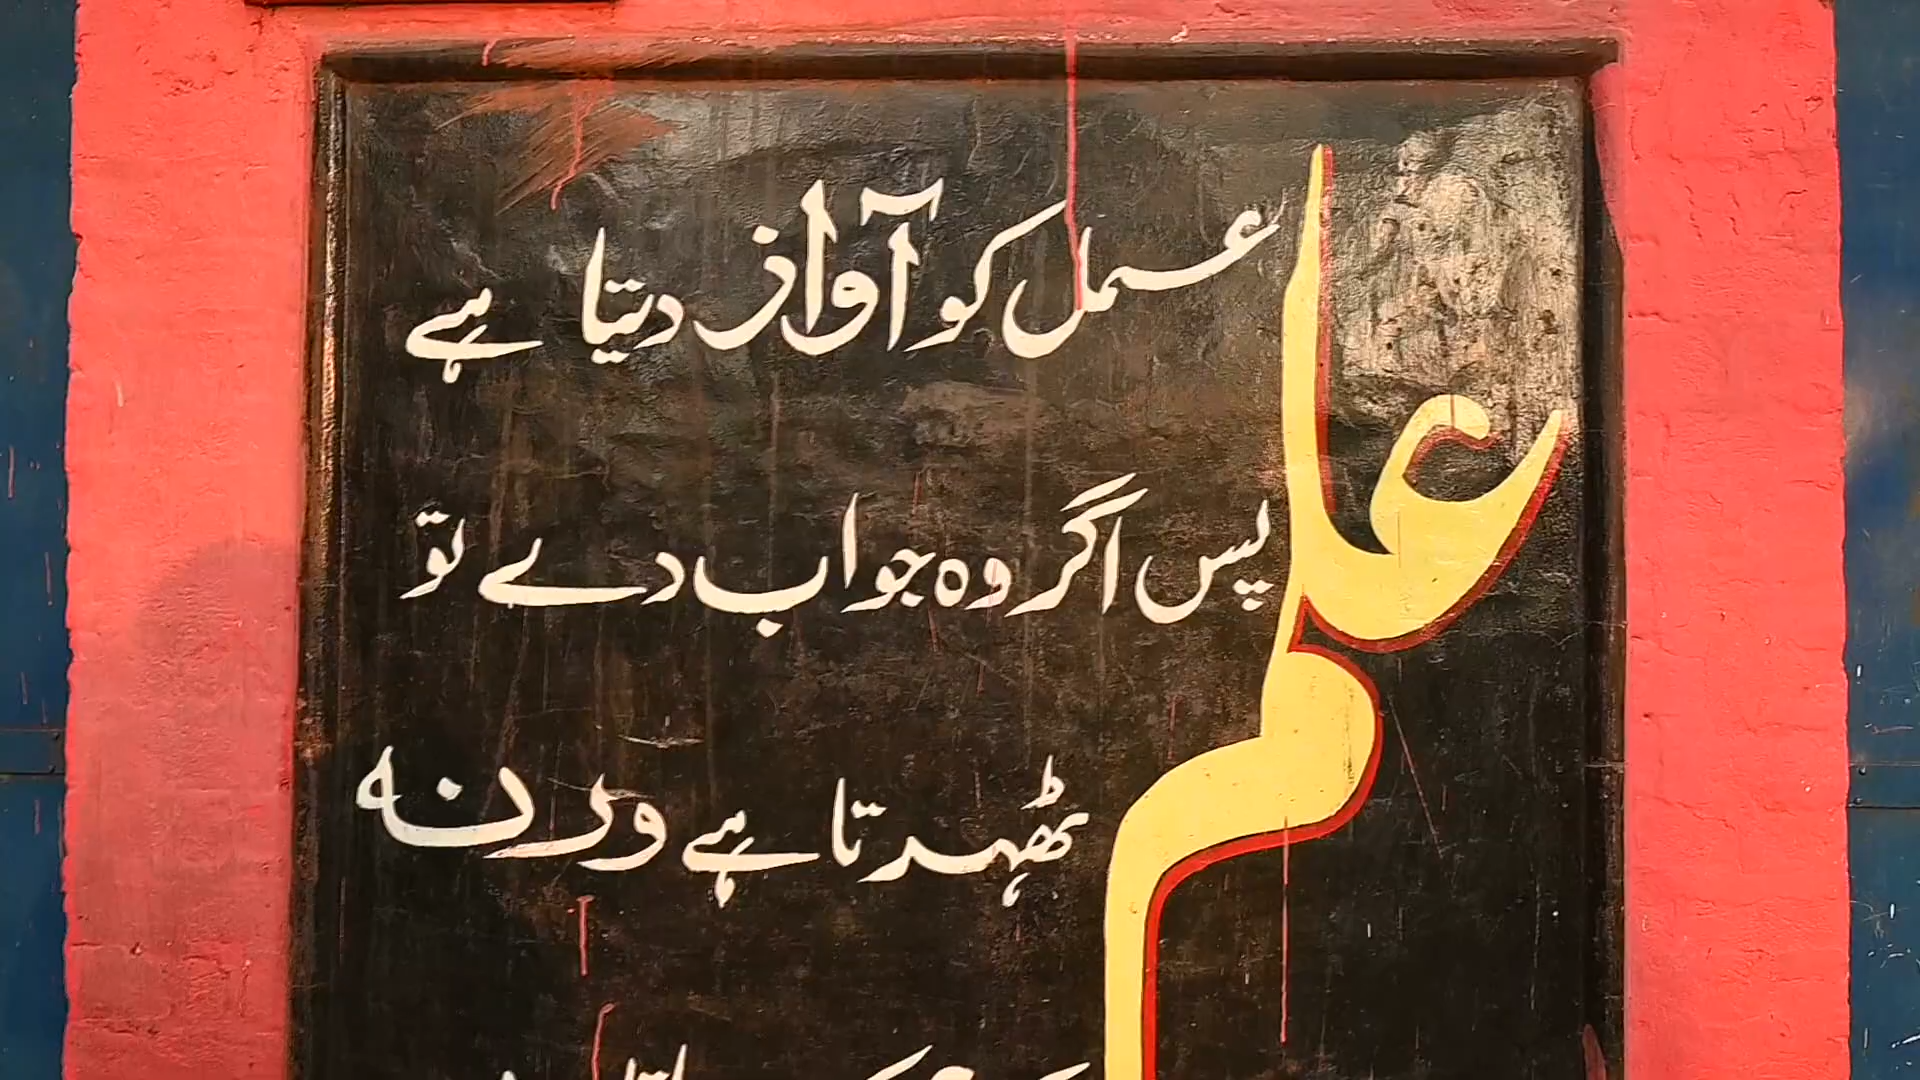 علم
عمل کو آواز دیتا ہے
پس اگر وہ جواب دے تو
ٹھہرتا ہے ورنہ